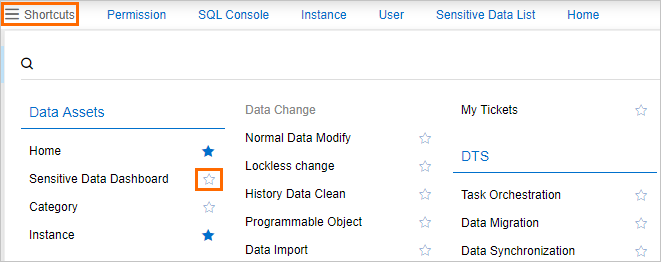 Shortcuts Permission SQL Console Instance User Sensitive Data List Home
Data Assets
Home
Sensitive Data Dashboard
Category
Instance
Data Change
Normal Data Modify
Lockless change
History Data Clean
Programmable Object
Data Import
My Tickets
DTS
Task Orchestration
Data Migration
Data Synchronization